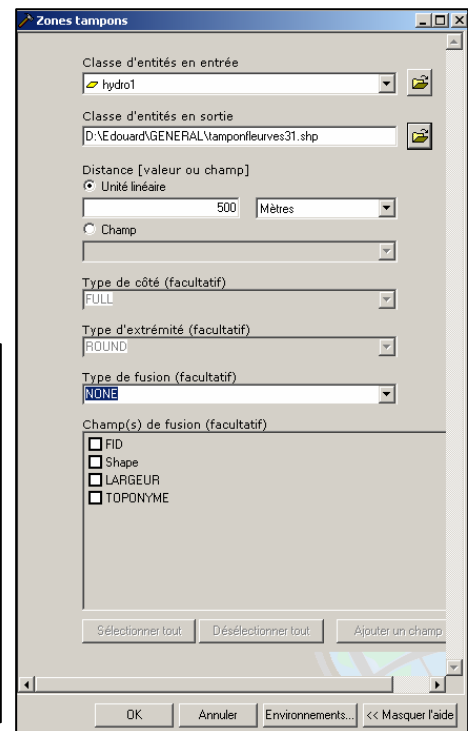 Zones tampons
Classe d'entités en entrée
hydro1
Classe d'entités en sortie
D:\Edouard\GENERAL\tamponfleurves31.shp
Distance [valeur ou champ]
Unité linéaire
500 Mètres
Champ
Type de côté (facultatif)
FULL
Type d'extrémité (facultatif)
ROUND
Type de fusion (facultatif)
NONE
Champ(s) de fusion (facultatif)
FID
Shape
LARGEUR
TOPONYME
Sélectionner tout Désélectionner tout Ajouter un champ
OK Annuler Environnements... << Masquer l'aide